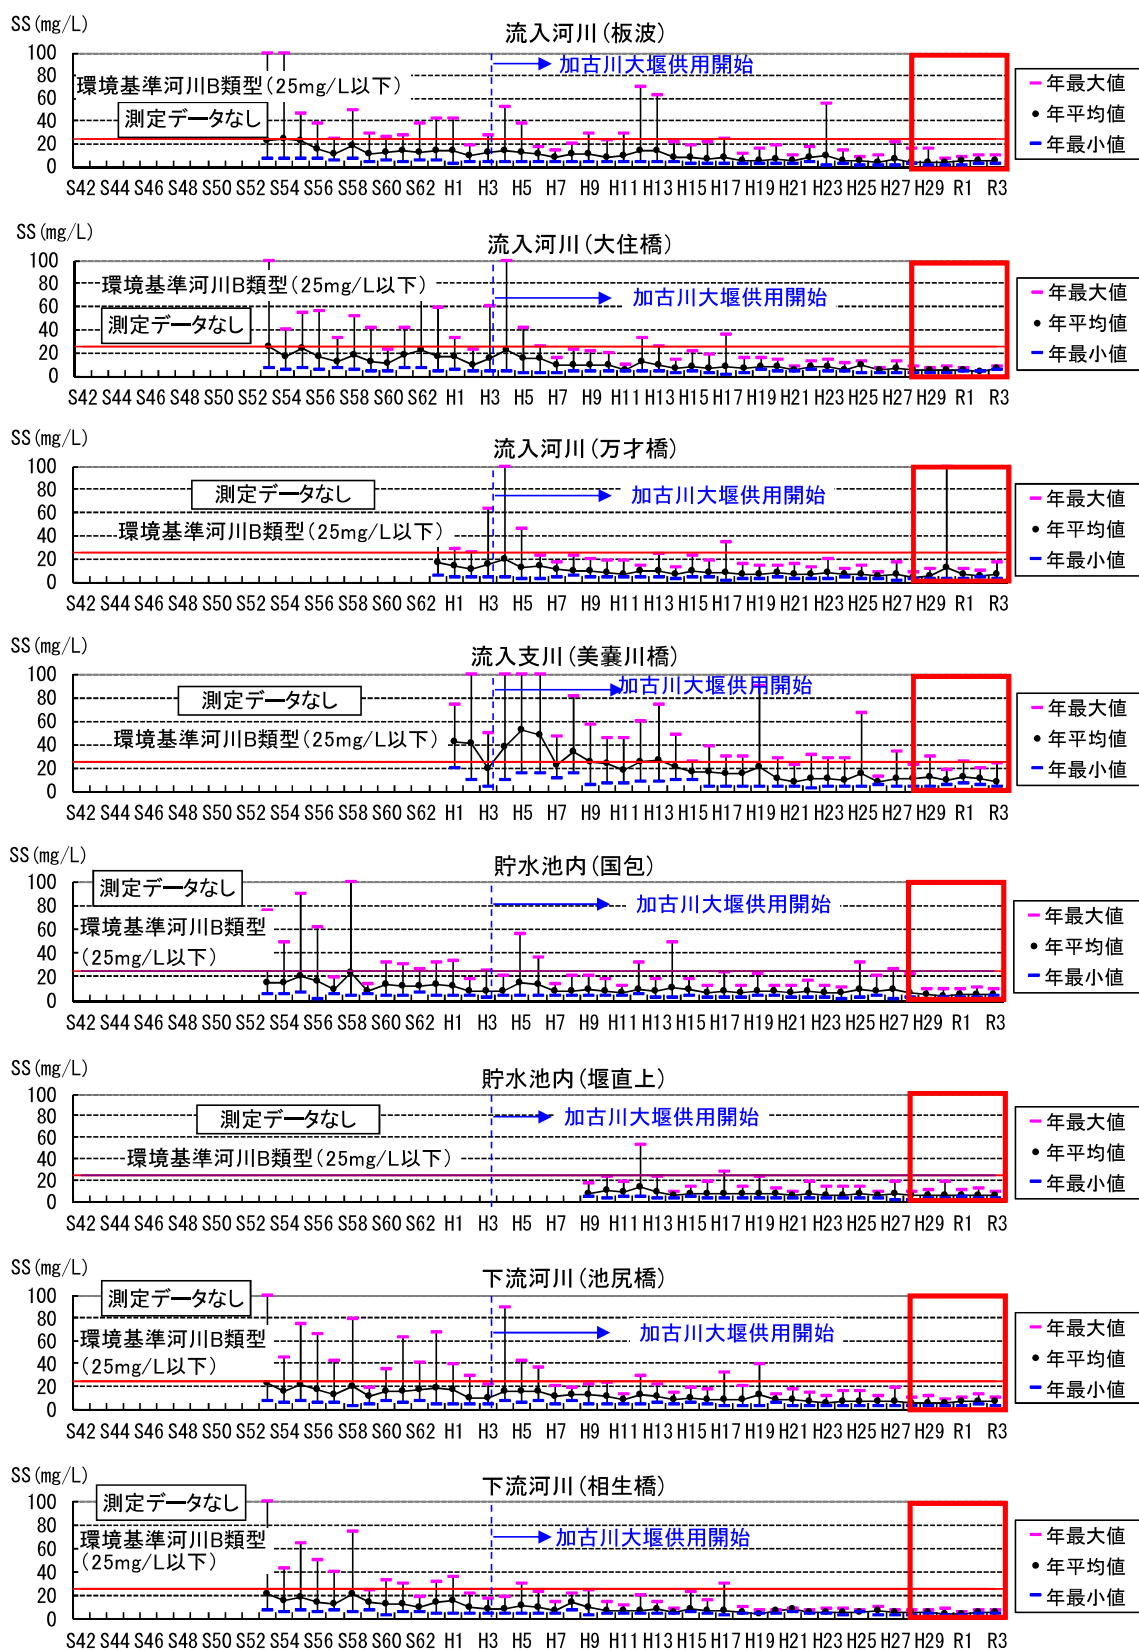 SS(mg/L)
流入河川(板波)
100
80
60
40
20
0
環境基準河川B類型(25mg/L以下)
測定データなし
加古川大堰供用開始
年最大値
年平均値
年最小値
S42 S44 S46 S48 S50 S52 S54 S56 S58 S60 S62 H1 H3 H5 H7 H9 H11 H13 H15 H17 H19 H21 H23 H25 H27 H29 R1 R3
SS(mg/L)
流入河川(大住橋)
100
80
60
40
20
0
環境基準河川B類型(25mg/L以下)
測定データなし
加古川大堰供用開始
年最大値
年平均値
年最小値
S42 S44 S46 S48 S50 S52 S54 S56 S58 S60 S62 H1 H3 H5 H7 H9 H11 H13 H15 H17 H19 H21 H23 H25 H27 H29 R1 R3
SS(mg/L)
流入河川(万才橋)
100
80
60
40
20
0
測定データなし
環境基準河川B類型(25mg/L以下)
加古川大堰供用開始
年最大値
年平均値
年最小値
S42 S44 S46 S48 S50 S52 S54 S56 S58 S60 S62 H1 H3 H5 H7 H9 H11 H13 H15 H17 H19 H21 H23 H25 H27 H29 R1 R3
SS(mg/L)
流入支川(美嚢川橋)
100
80
60
40
20
0
測定データなし
環境基準河川B類型(25mg/L以下)
加古川大堰供用開始
年最大値
年平均値
年最小値
S42 S44 S46 S48 S50 S52 S54 S56 S58 S60 S62 H1 H3 H5 H7 H9 H11 H13 H15 H17 H19 H21 H23 H25 H27 H29 R1 R3
SS(mg/L)
貯水池内(国包)
100
80
60
40
20
0
測定データなし
環境基準河川B類型
(25mg/L以下)
加古川大堰供用開始
年最大値
年平均値
年最小値
S42 S44 S46 S48 S50 S52 S54 S56 S58 S60 S62 H1 H3 H5 H7 H9 H11 H13 H15 H17 H19 H21 H23 H25 H27 H29 R1 R3
SS(mg/L)
貯水池内(堰直上)
100
80
60
40
20
0
測定データなし
環境基準河川B類型(25mg/L以下)
加古川大堰供用開始
年最大値
年平均値
年最小値
S42 S44 S46 S48 S50 S52 S54 S56 S58 S60 S62 H1 H3 H5 H7 H9 H11 H13 H15 H17 H19 H21 H23 H25 H27 H29 R1 R3
SS(mg/L)
下流河川(池尻橋)
100
80
60
40
20
0
測定データなし
環境基準河川B類型
(25mg/L以下)
加古川大堰供用開始
年最大値
年平均値
年最小値
S42 S44 S46 S48 S50 S52 S54 S56 S58 S60 S62 H1 H3 H5 H7 H9 H11 H13 H15 H17 H19 H21 H23 H25 H27 H29 R1 R3
SS(mg/L)
下流河川(相生橋)
100
80
60
40
20
0
測定データなし
環境基準河川B類型
(25mg/L以下)
加古川大堰供用開始
年最大値
年平均値
年最小値
S42 S44 S46 S48 S50 S52 S54 S56 S58 S60 S62 H1 H3 H5 H7 H9 H11 H13 H15 H17 H19 H21 H23 H25 H27 H29 R1 R3